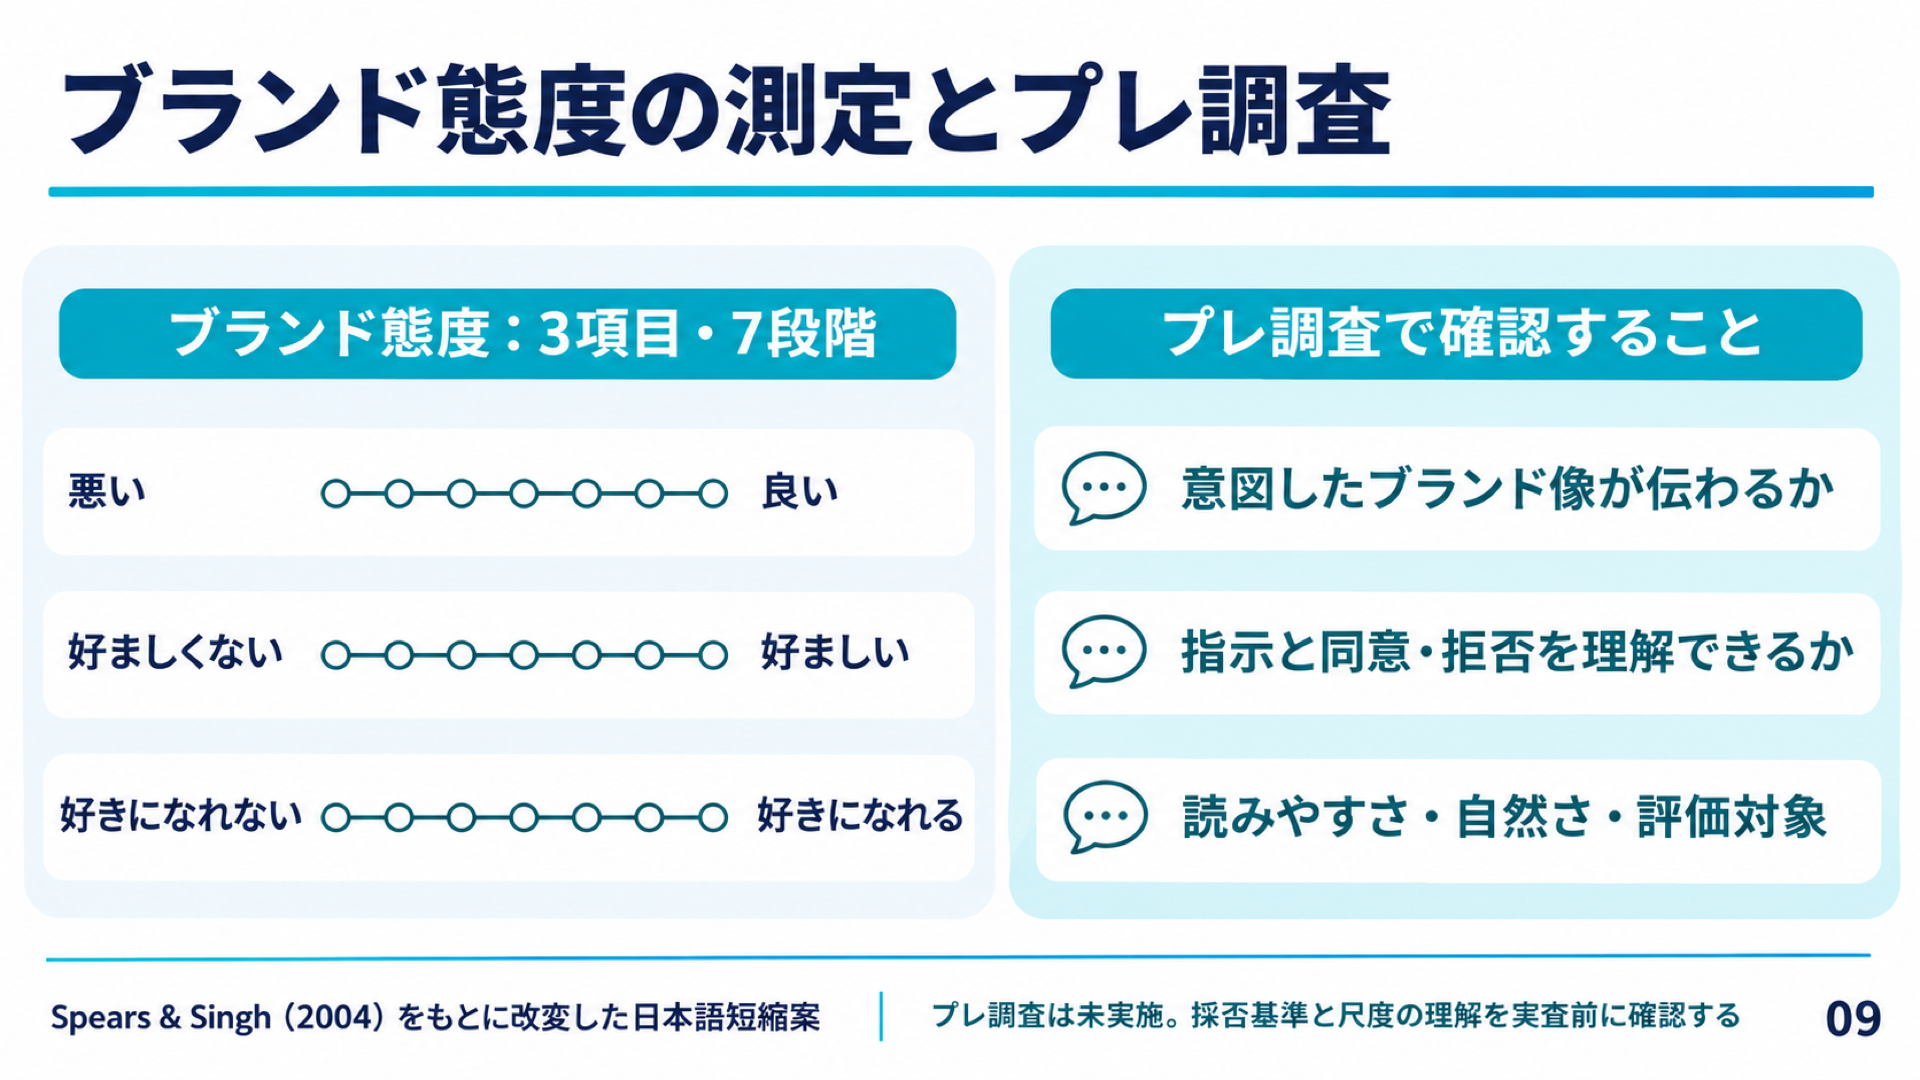 ブランド態度の測定とプレ調査
ブランド態度：3項目・7段階
悪い 良い
好ましくない 好ましい
好きになれない 好きになれる
プレ調査で確認すること
意図したブランド像が伝わるか
指示と同意・拒否を理解できるか
読みやすさ・自然さ・評価対象
Spears & Singh（2004）をもとに改変した日本語短縮案
プレ調査は未実施。採否基準と尺度の理解を実査前に確認する
09